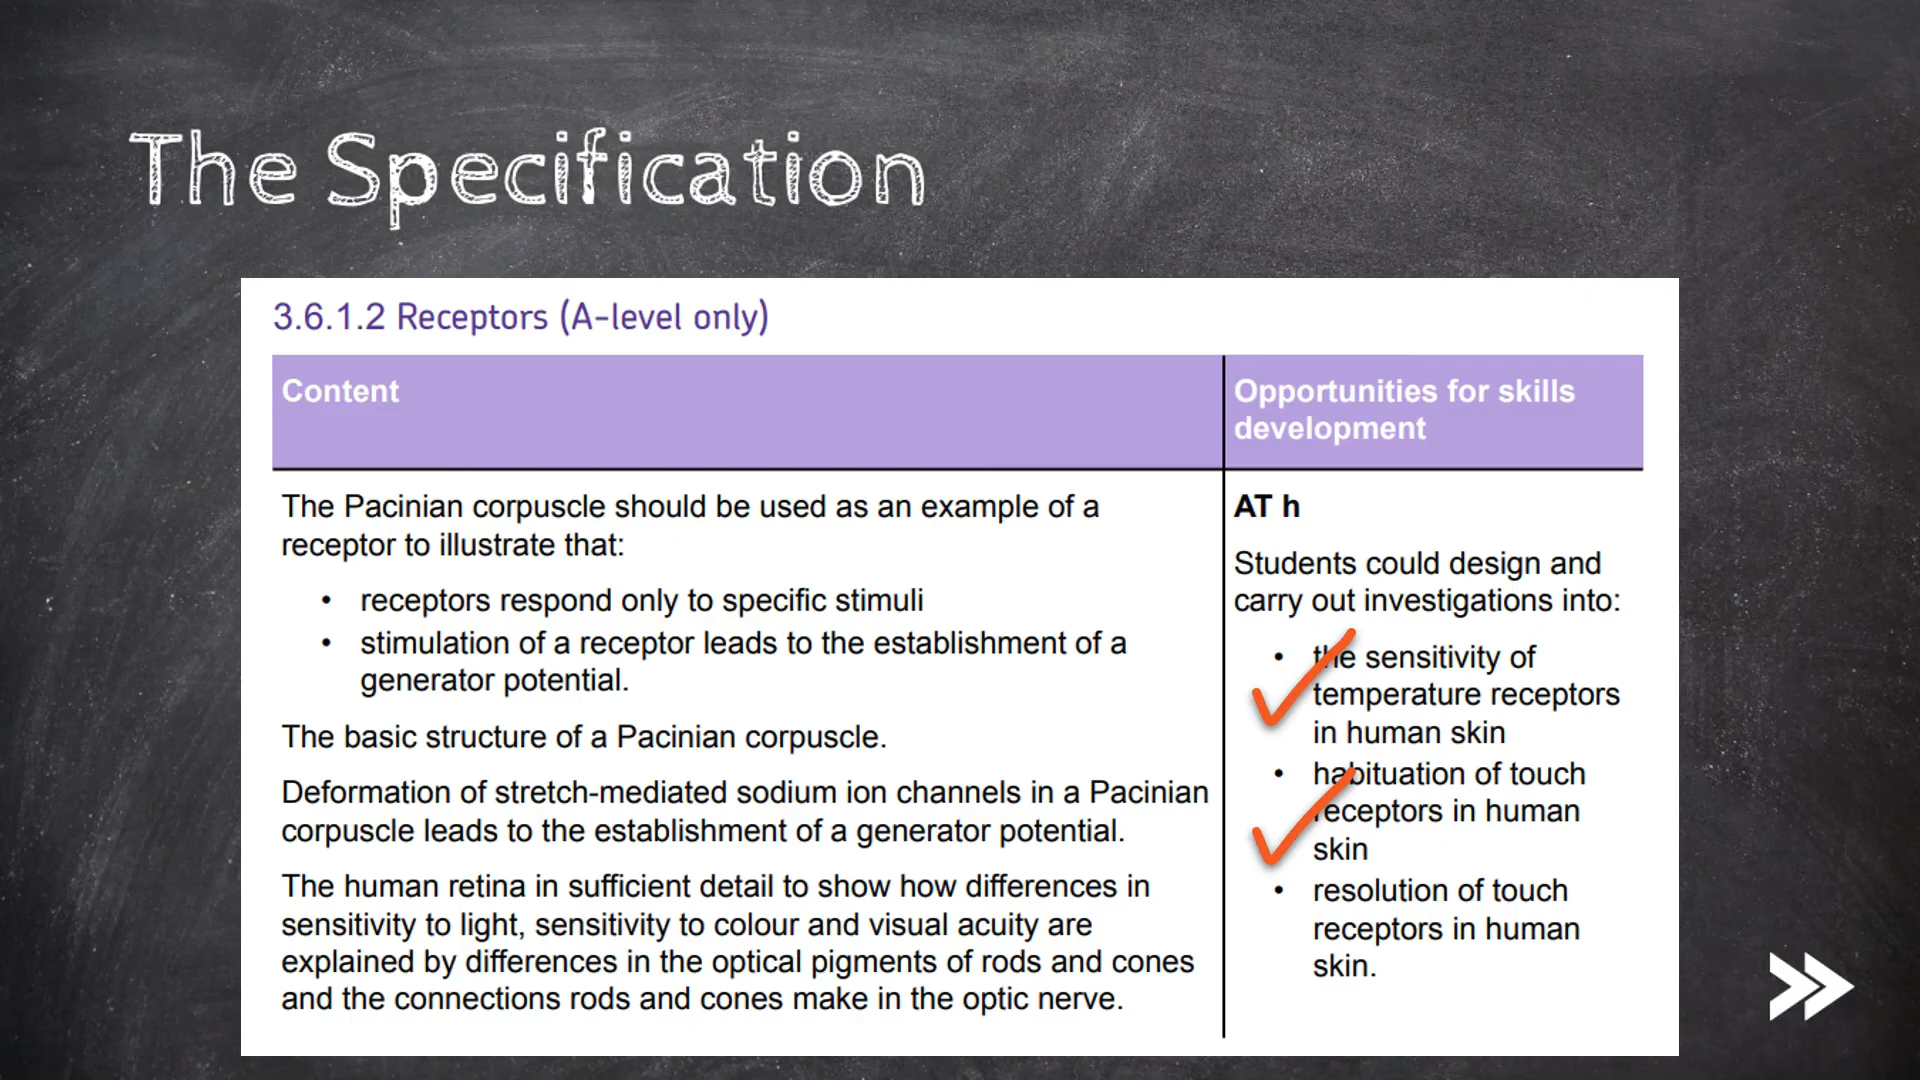 The Specification
3.6.1.2 Receptors (A-level only)
Content
Opportunities for skills
development
The Pacinian corpuscle should be used as an example of a
receptor to illustrate that:
• receptors respond only to specific stimuli
• stimulation of a receptor leads to the establishment of a
generator potential.
The basic structure of a Pacinian corpuscle.
Deformation of stretch-mediated sodium ion channels in a Pacinian
corpuscle leads to the establishment of a generator potential.
The human retina in sufficient detail to show how differences in
sensitivity to light, sensitivity to colour and visual acuity are
explained by differences in the optical pigments of rods and cones
and the connections rods and cones make in the optic nerve.
AT h
Students could design and
carry out investigations into:
• the sensitivity of
temperature receptors
in human skin
• habituation of touch
receptors in human
skin
• resolution of touch
receptors in human
skin.